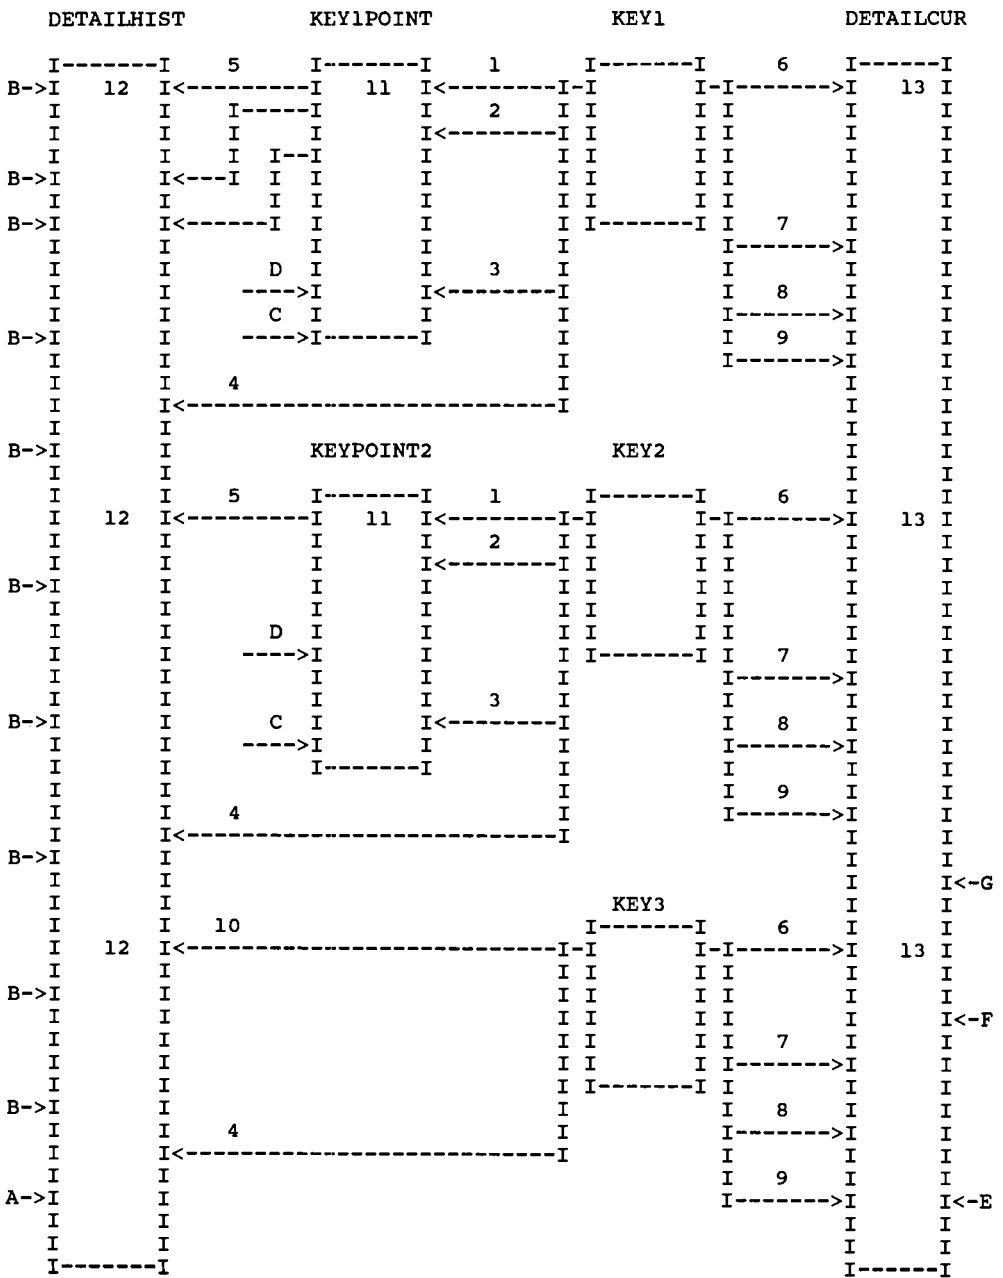 DETAILHIST KEY1POINT KEY1 DETAILCUR
I-------I 5 I-------I 1 I-------I 6 I------I
B->I 12 I<---------I 11 I<--------I-I I-I------->I 13 I
I I I-----I I 2 I I I I I I
I I I I I<--------I I I I I I
I I I I--I I I I I I I I
B->I I<---I I I I I I I I I I
I I I I I I I I I I I
B->I I<------I I I I I-------I I 7 I I
I I I I I I------->I I
I I D I I 3 I I I I
I I ---->I I<--------I I 8 I I
I I C I I I I------->I I
B->I I ---->I-------I I I 9 I I
I I I I------->I I
I I 4 I I I
I I<----------------------------I I I
I I I I
B->I I KEYPOINT2 KEY2 I I
I I I I
I I 5 I-------I 1 I-------I 6 I I
I 12 I<---------I 11 I<--------I-I I-I------->I 13 I
I I I I 2 I I I I I I
I I I I<--------I I I I I I
B->I I I I I I I I I I
I I I I I I I I I I
I I D I I I I I I I I
I I ---->I I I I-------I I 7 I I
I I I I I I------->I I
I I I I 3 I I I I
B->I I C I I<--------I I 8 I I
I I ---->I I I I------->I I
I I I-------I I I I I
I I I I 9 I I
I I 4 I I------->I I
I I<----------------------------I I I
B->I I I I
I I I I<-G
I I KEY3 I I
I I 10 I-------I 6 I I
I 12 I<----------------------------I-I I-I------->I 13 I
I I I I I I I I
B->I I I I I I I I
I I I I I I I I<-F
I I I I I I 7 I I
I I I I I I------->I I
I I I I-------I I I I
B->I I I I 8 I I
I I 4 I I------->I I
I I<----------------------------I I I I
I I I 9 I I
A->I I I------->I I<-E
I I I I
I I I I
I-------I I------I